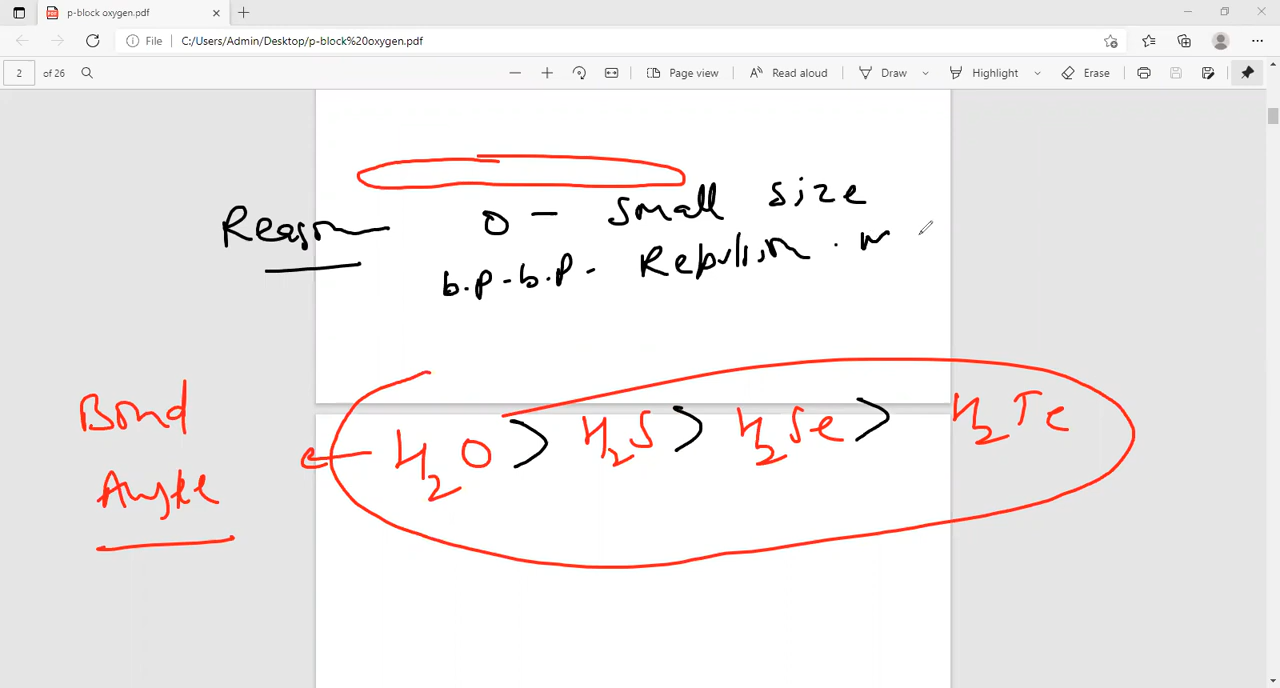 p-block oxygen.pdf
File C:/Users/Admin/Desktop/p-block%20oxygen.pdf
2 of 26 Page view Read aloud Draw Highlight Erase
Reason O - Small size
b.p-b.p- Repulsion. m
Bond Angle
H2O > H2S > H2Se > H2Te